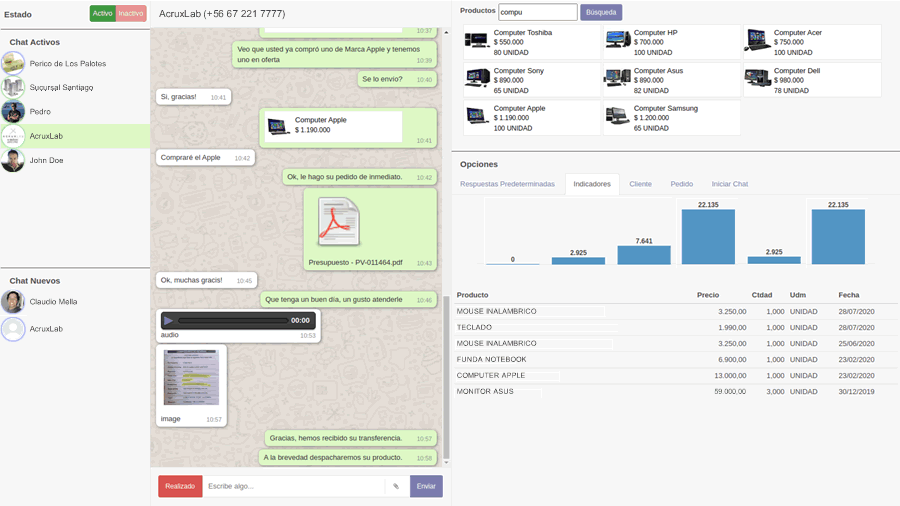 Estado
Activo
Inactivo
Chat Activos
Perico de Los Palotes
Sucursal Santiago
Pedro
AcruxLab
John Doe
Chat Nuevos
Claudio Mella
AcruxLab
AcruxLab (+56 67 221 7777)
10:37
Veo que usted ya compró uno de Marca Apple y tenemos
uno en oferta 10:39
Se lo envío? 10:40
Si, gracias! 10:41
Computer Apple
$ 1.190.000
10:41
Compraré el Apple 10:42
Ok, le hago su pedido de inmediato. 10:42
Presupuesto - PV-011464.pdf 10:43
Ok, muchas gracis! 10:45
Que tenga un buen día, un gusto atenderle 10:46
00:00
audio 10:53
image 10:57
Gracias, hemos recibido su transferencia. 10:57
A la brevedad despacharemos su producto. 10:58
Realizado
Escribe algo...
Enviar
Productos compu Búsqueda
Computer Toshiba
$ 550.000
80 UNIDAD
Computer HP
$ 700.000
100 UNIDAD
Computer Acer
$ 750.000
100 UNIDAD
Computer Sony
$ 890.000
65 UNIDAD
Computer Asus
$ 890.000
82 UNIDAD
Computer Dell
$ 980.000
78 UNIDAD
Computer Apple
$ 1.190.000
100 UNIDAD
Computer Samsung
$ 1.200.000
65 UNIDAD
Opciones
Respuestas Predeterminadas Indicadores Cliente Pedido Iniciar Chat
0 2.925 7.641 22.135 2.925 22.135
Producto Precio Ctdad Udm Fecha
MOUSE INALAMBRICO 3.250,00 1,000 UNIDAD 28/07/2020
TECLADO 1.990,00 1,000 UNIDAD 28/07/2020
MOUSE INALAMBRICO 3.250,00 1,000 UNIDAD 25/06/2020
FUNDA NOTEBOOK 6.900,00 1,000 UNIDAD 23/02/2020
COMPUTER APPLE 13.000,00 1,000 UNIDAD 23/02/2020
MONITOR ASUS 59.000,00 3,000 UNIDAD 30/12/2019